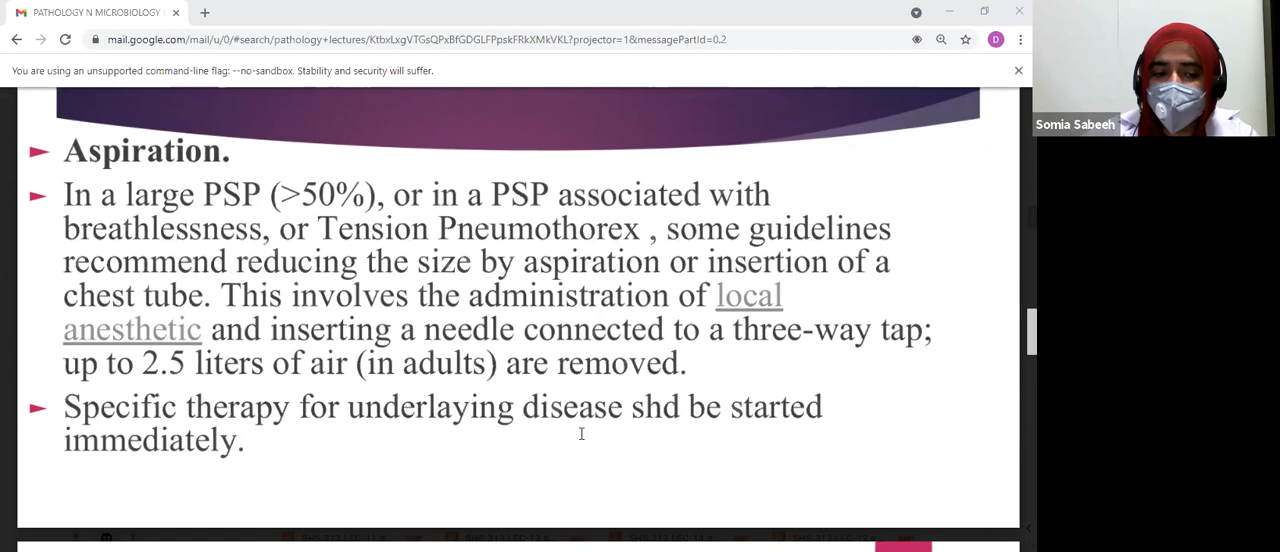 PATHOLOGY N MICROBIOLOGY
mail.google.com/mail/u/0/#search/pathology+lectures/KtbxLxgVTGsQPxBfGDGLFPpskFRkXMkVKL?projector=1&messagePartId=0.2
D
You are using an unsupported command-line flag: --no-sandbox. Stability and security will suffer.
Somia Sabeeh
Aspiration.
In a large PSP (>50%), or in a PSP associated with
breathlessness, or Tension Pneumothorex , some guidelines
recommend reducing the size by aspiration or insertion of a
chest tube. This involves the administration of local
anesthetic and inserting a needle connected to a three-way tap;
up to 2.5 liters of air (in adults) are removed.
Specific therapy for underlaying disease shd be started
immediately.